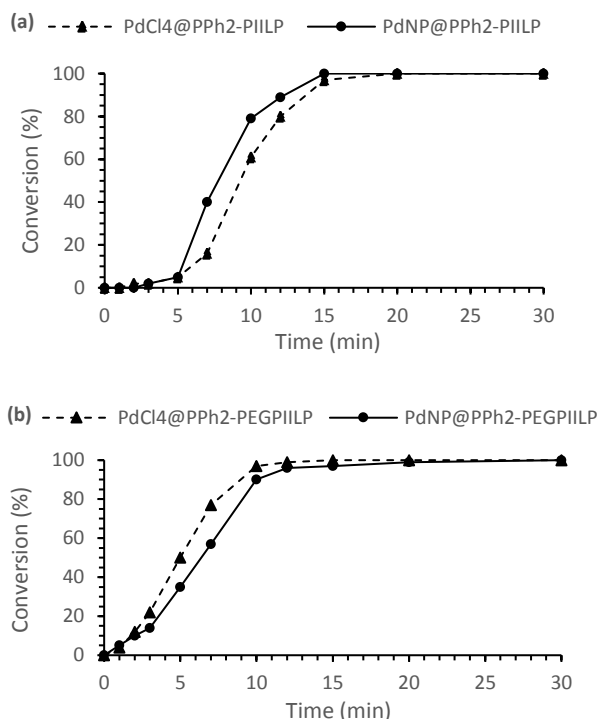 (a) PdCl4@PPh2-PIILP PdNP@PPh2-PIILP
100
80
60
40
20
0
Conversion (%)
0 5 10 15 20 25 30
Time (min)
(b) PdCl4@PPh2-PEGPIILP PdNP@PPh2-PEGPIILP
100
80
60
40
20
0
Conversion (%)
0 5 10 15 20 25 30
Time (min)